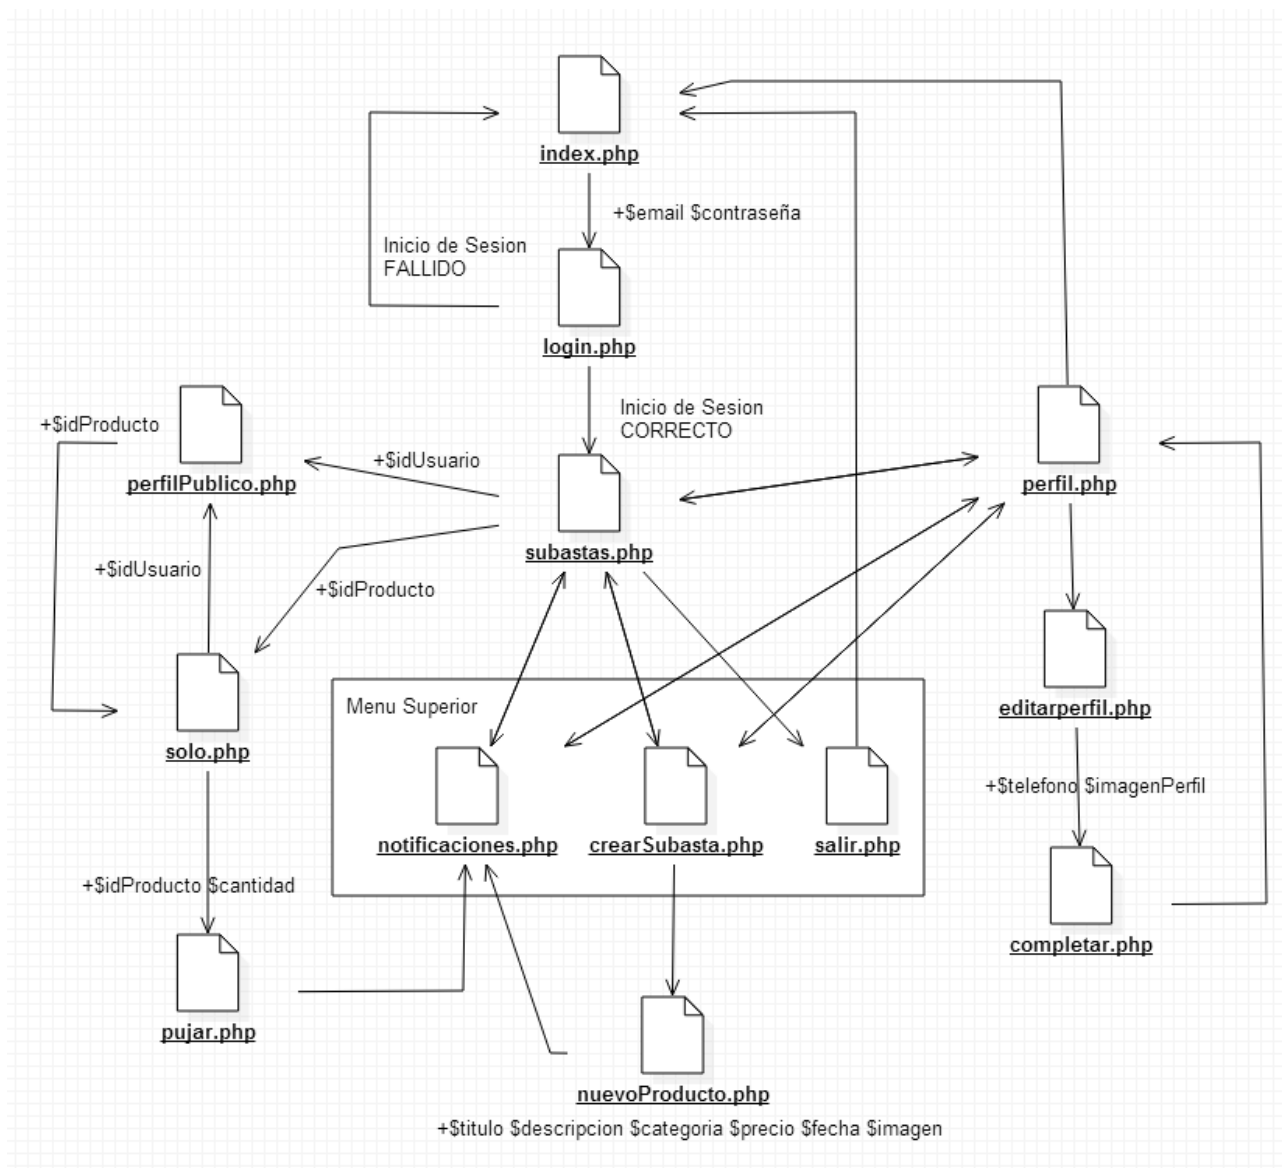 index.php
+$email $contraseña
Inicio de Sesion
FALLIDO
login.php
Inicio de Sesion
CORRECTO
+$idProducto
perfilPublico.php
+$idUsuario
subastas.php
perfil.php
+$idUsuario
+$idProducto
solo.php
Menu Superior
editarperfil.php
+$telefono $imagenPerfil
notificaciones.php
crearSubasta.php
salir.php
+$idProducto $cantidad
completar.php
pujar.php
nuevoProducto.php
+$titulo $descripcion $categoria $precio $fecha $imagen